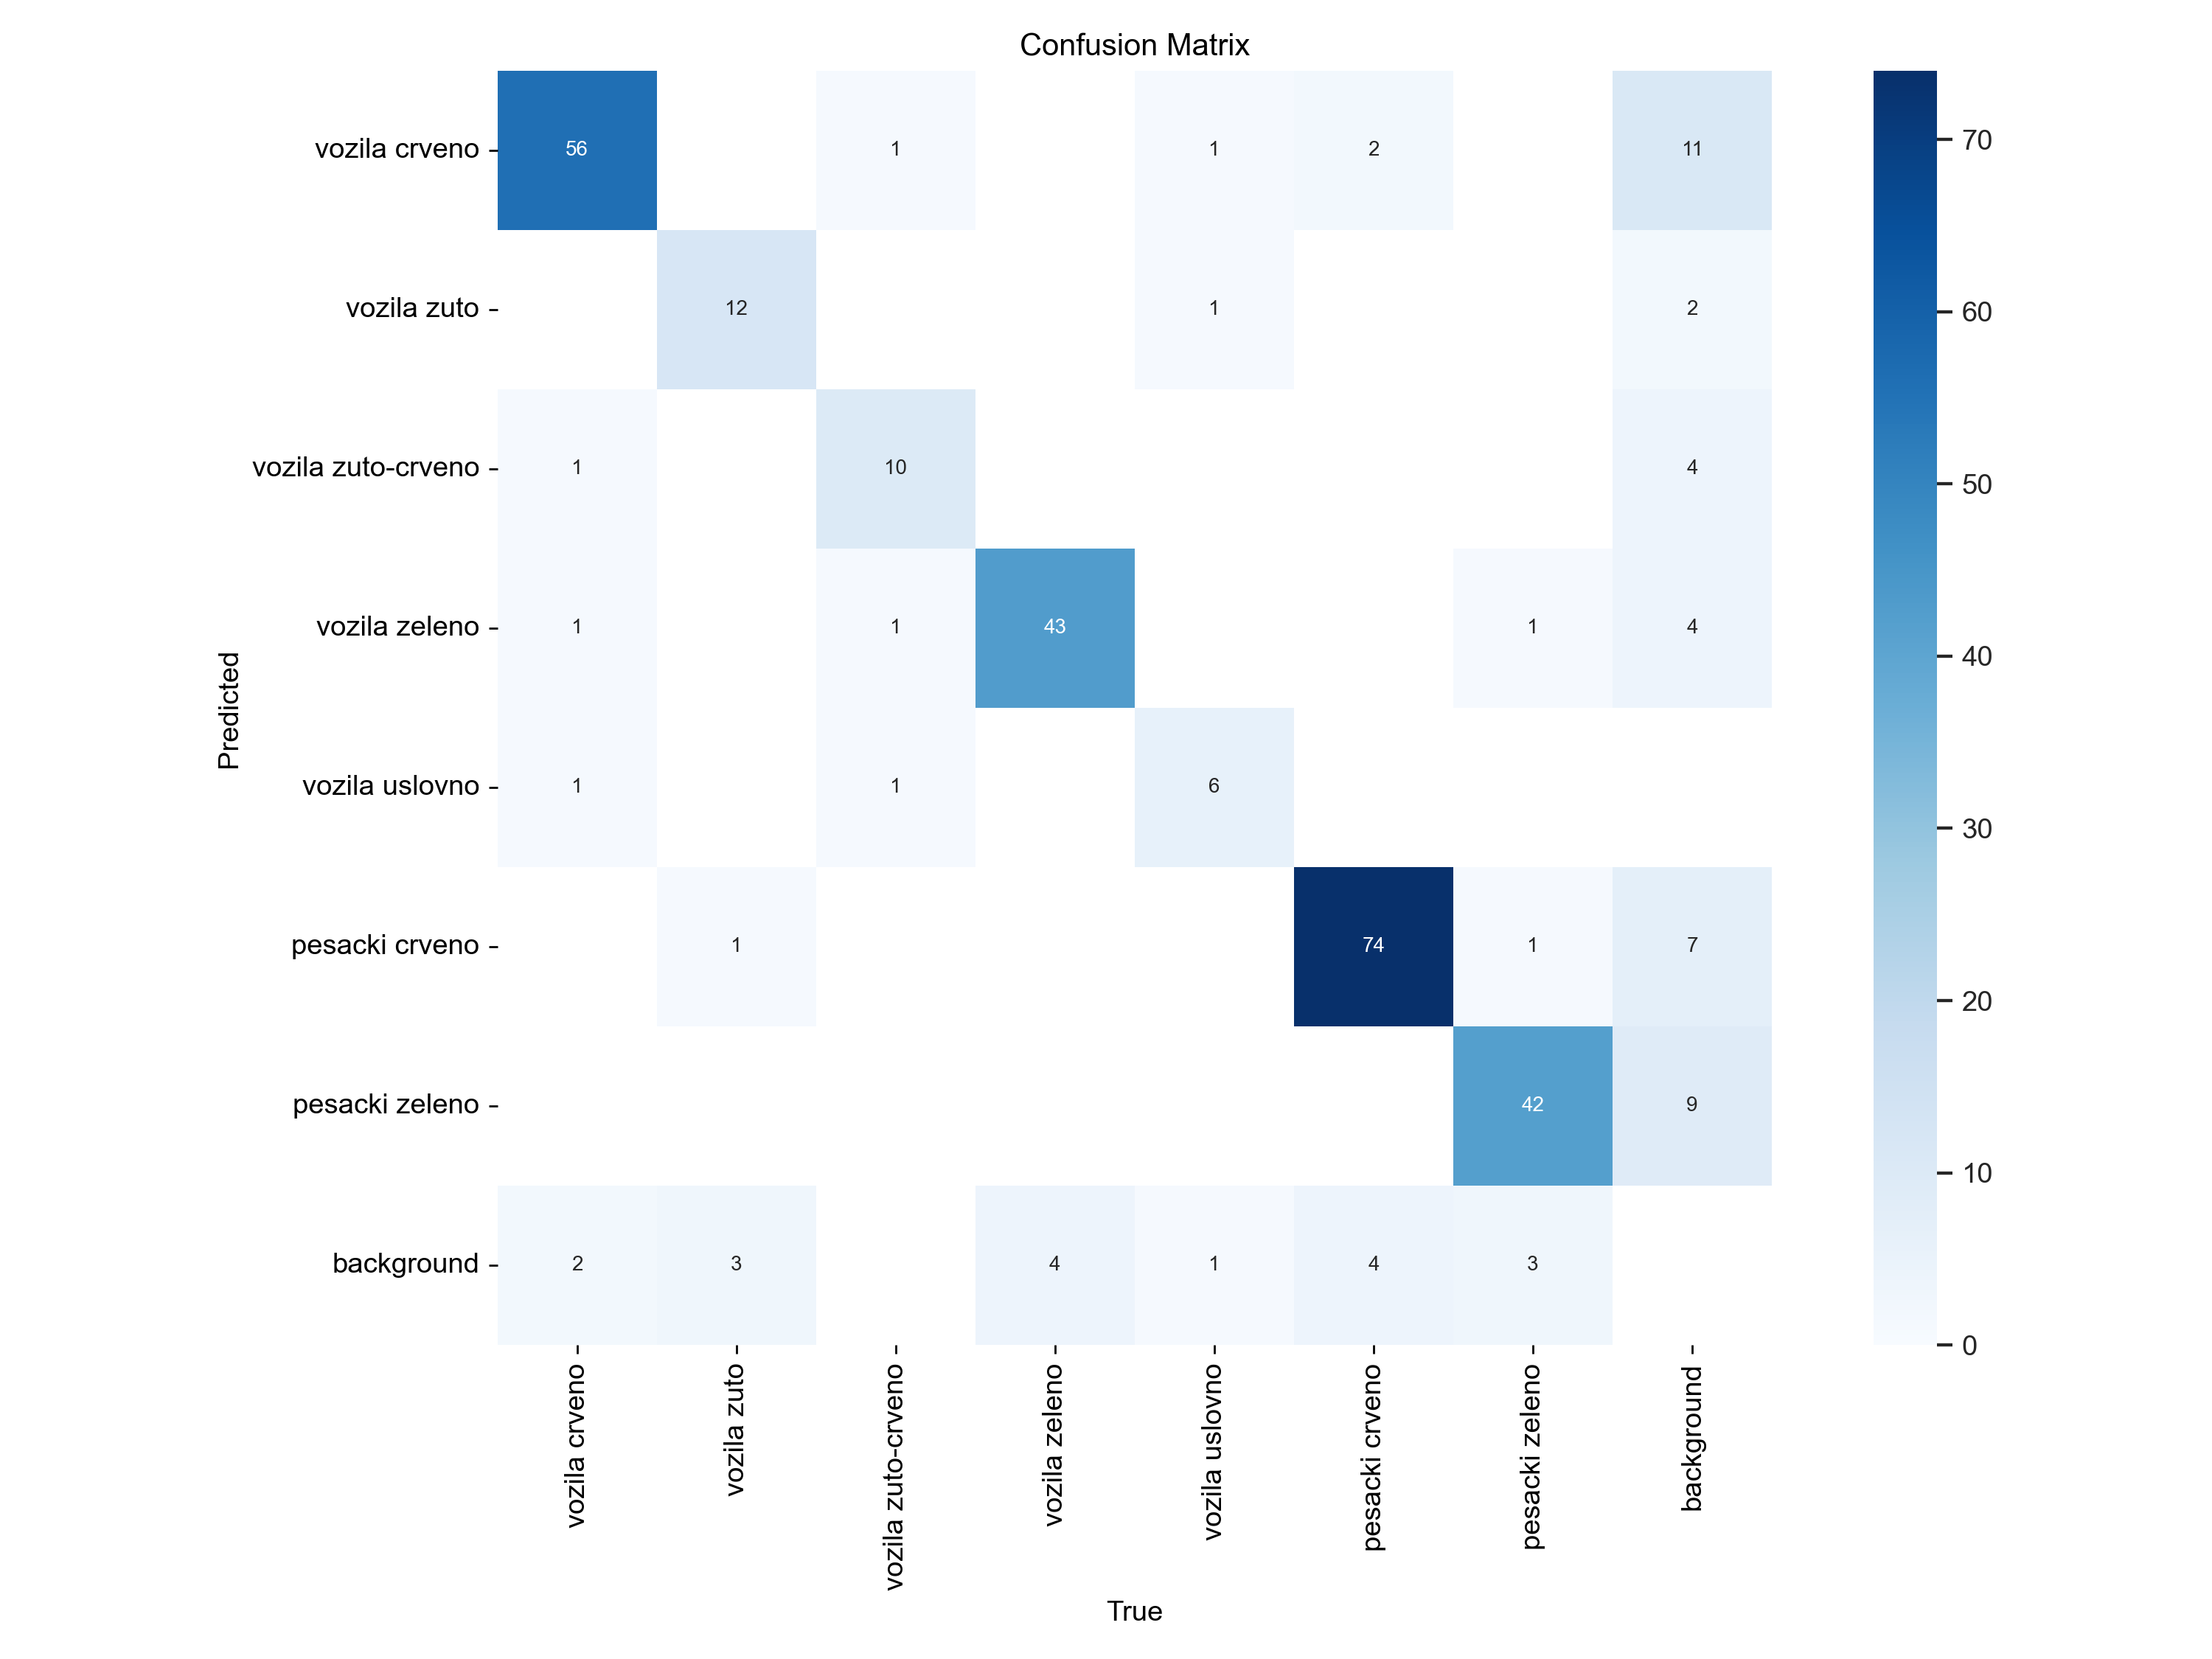 Confusion Matrix
vozila crveno 56 1 1 2 11
vozila zuto 12 1 2
vozila zuto-crveno 1 10 4
vozila zeleno 1 1 43 1 4
vozila uslovno 1 1 6
pesacki crveno 1 74 1 7
pesacki zeleno 42 9
background 2 3 4 1 4 3
Predicted
vozila crveno
vozila zuto
vozila zuto-crveno
vozila zeleno
vozila uslovno
pesacki crveno
pesacki zeleno
background
True
70
60
50
40
30
20
10
0